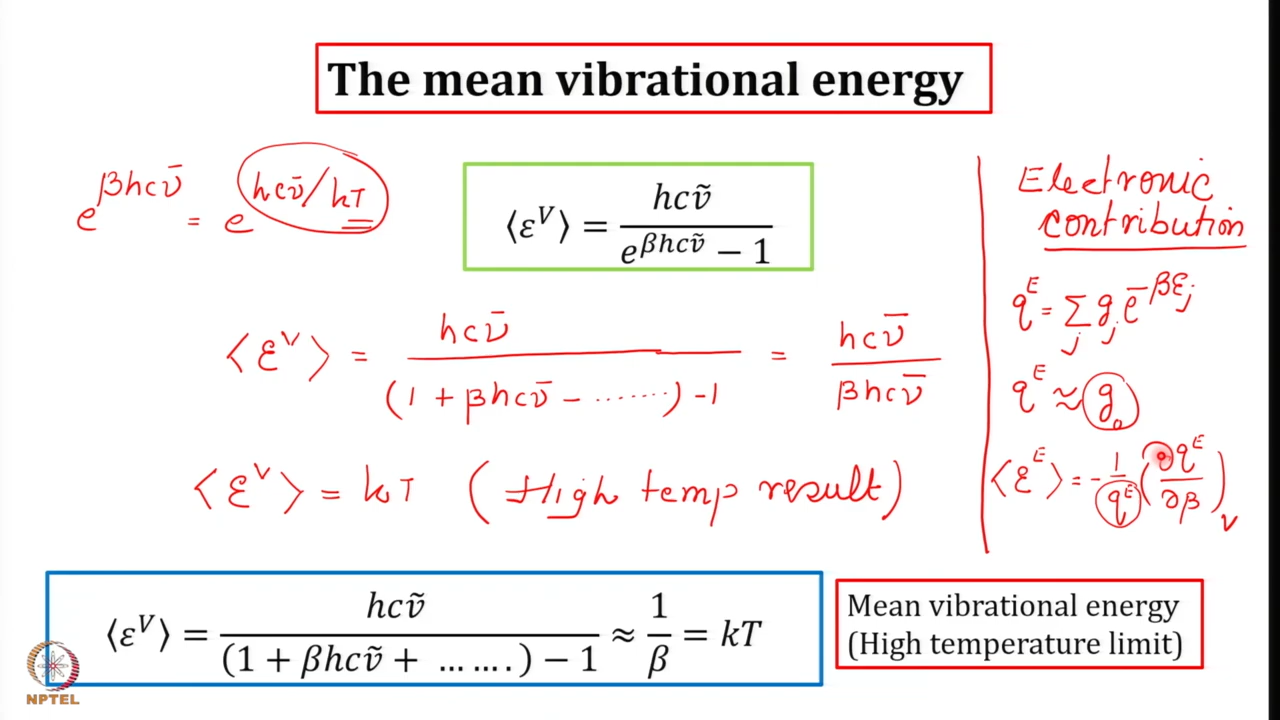 The mean vibrational energy
e^{βhcν̄} = e^{hcν̄/kT}
⟨ε^V⟩ = hcṽ / (e^{βhcṽ} − 1)
⟨ε^V⟩ = hcν̄ / ((1 + βhcν̄ − ……..) −1) = hcν̄ / βhcν̄
⟨ε^V⟩ = kT (High temp result)
⟨ε^V⟩ = hcṽ / ((1 + βhcṽ + … … .) − 1) ≈ 1/β = kT
Mean vibrational energy
(High temperature limit)
Electronic
contribution
q^E = Σ_j g_j e^{−βε_j}
q^E ≈ g_0
⟨ε^E⟩ = − 1/q^E (∂q^E/∂β)_V
NPTEL